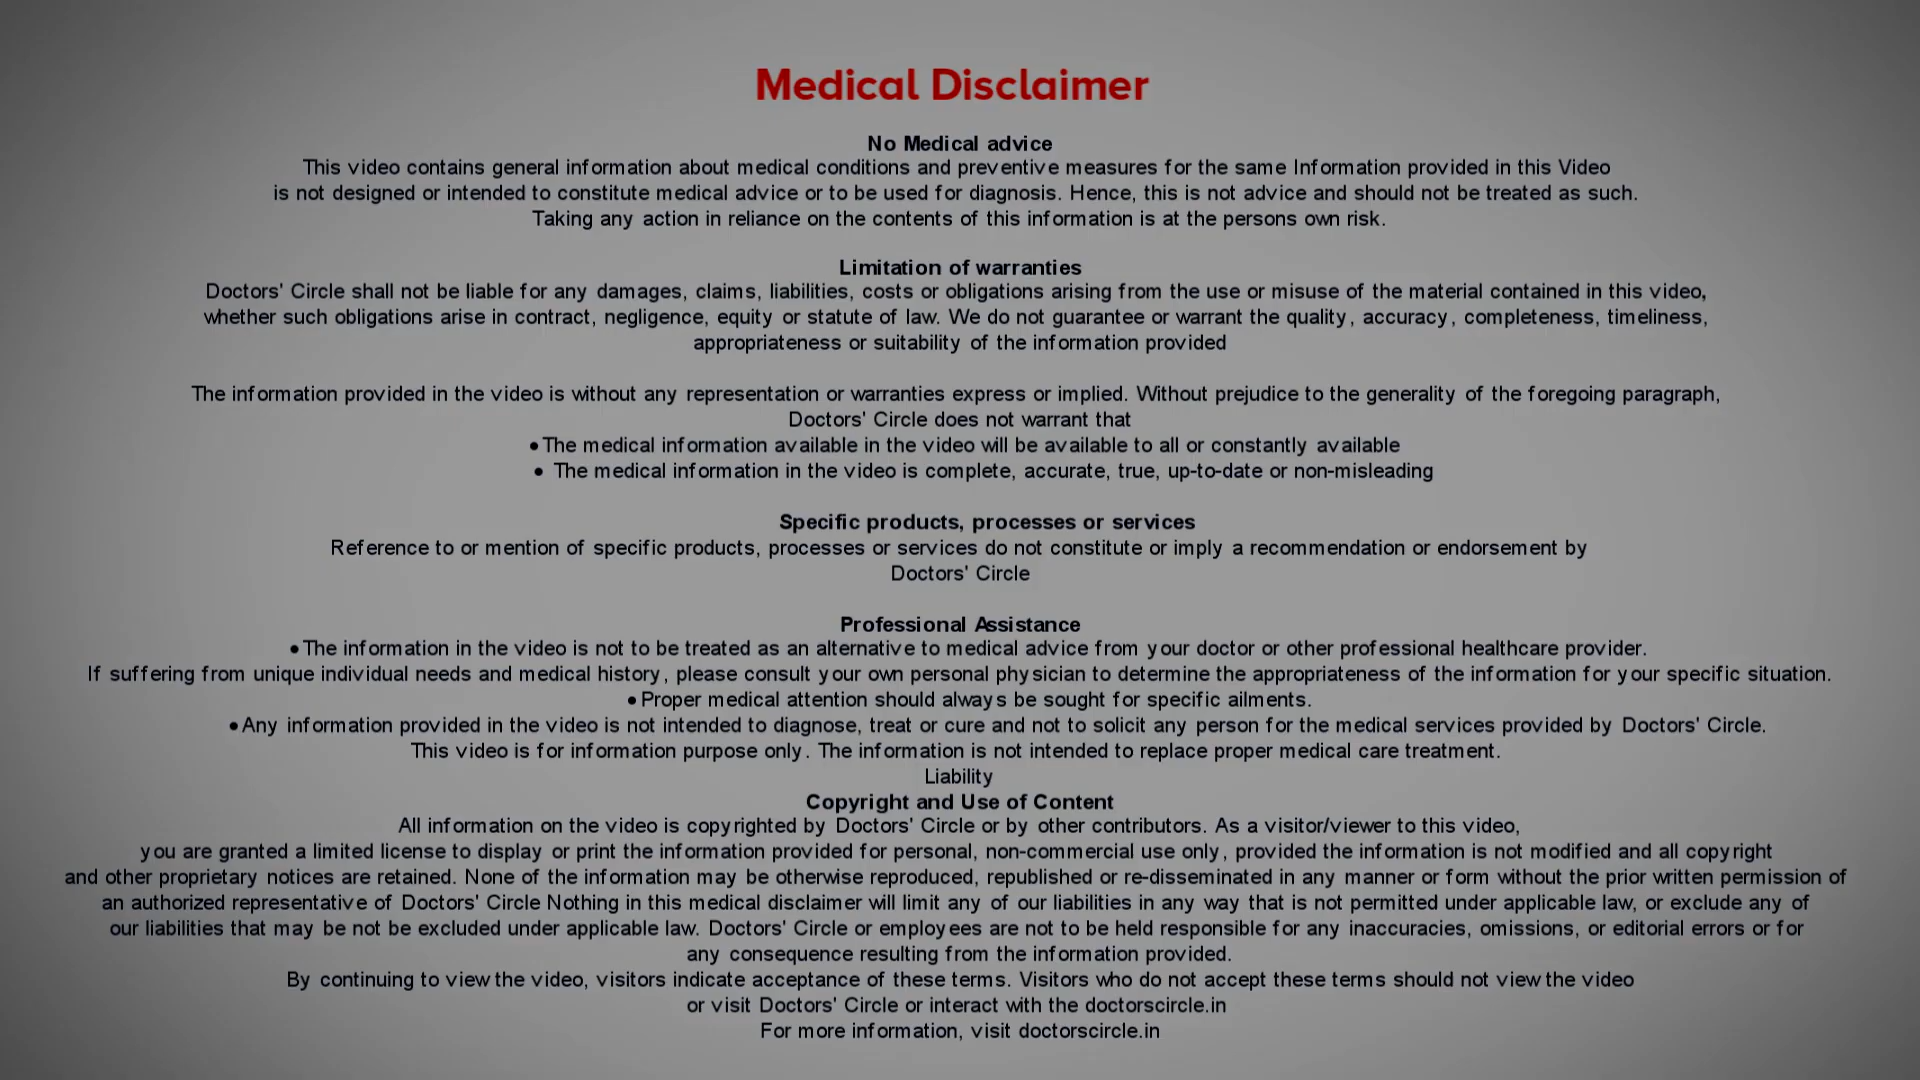 Medical Disclaimer
No Medical advice
This video contains general information about medical conditions and preventive measures for the same Information provided in this Video
is not designed or intended to constitute medical advice or to be used for diagnosis. Hence, this is not advice and should not be treated as such.
Taking any action in reliance on the contents of this information is at the persons own risk.
Limitation of warranties
Doctors' Circle shall not be liable for any damages, claims, liabilities, costs or obligations arising from the use or misuse of the material contained in this video,
whether such obligations arise in contract, negligence, equity or statute of law. We do not guarantee or warrant the quality, accuracy, completeness, timeliness,
appropriateness or suitability of the information provided
The information provided in the video is without any representation or warranties express or implied. Without prejudice to the generality of the foregoing paragraph,
Doctors' Circle does not warrant that
• The medical information available in the video will be available to all or constantly available
• The medical information in the video is complete, accurate, true, up-to-date or non-misleading
Specific products, processes or services
Reference to or mention of specific products, processes or services do not constitute or imply a recommendation or endorsement by
Doctors' Circle
Professional Assistance
• The information in the video is not to be treated as an alternative to medical advice from your doctor or other professional healthcare provider.
If suffering from unique individual needs and medical history, please consult your own personal physician to determine the appropriateness of the information for your specific situation.
• Proper medical attention should always be sought for specific ailments.
• Any information provided in the video is not intended to diagnose, treat or cure and not to solicit any person for the medical services provided by Doctors' Circle.
This video is for information purpose only. The information is not intended to replace proper medical care treatment.
Liability
Copyright and Use of Content
All information on the video is copyrighted by Doctors' Circle or by other contributors. As a visitor/viewer to this video,
you are granted a limited license to display or print the information provided for personal, non-commercial use only, provided the information is not modified and all copyright
and other proprietary notices are retained. None of the information may be otherwise reproduced, republished or re-disseminated in any manner or form without the prior written permission of
an authorized representative of Doctors' Circle Nothing in this medical disclaimer will limit any of our liabilities in any way that is not permitted under applicable law, or exclude any of
our liabilities that may be not be excluded under applicable law. Doctors' Circle or employees are not to be held responsible for any inaccuracies, omissions, or editorial errors or for
any consequence resulting from the information provided.
By continuing to view the video, visitors indicate acceptance of these terms. Visitors who do not accept these terms should not view the video
or visit Doctors' Circle or interact with the doctorscircle.in
For more information, visit doctorscircle.in